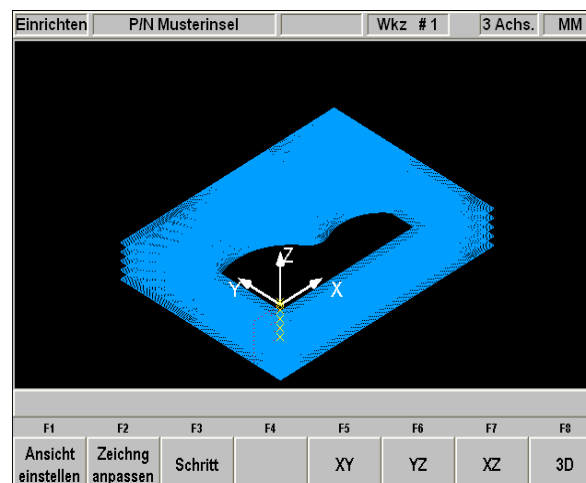 Einrichten P/N Musterinsel Wkz # 1 3 Achs. MM
Z
Y X
F1 F2 F3 F4 F5 F6 F7 F8
Ansicht Zeichng Schritt XY YZ XZ 3D
einstellen anpassen